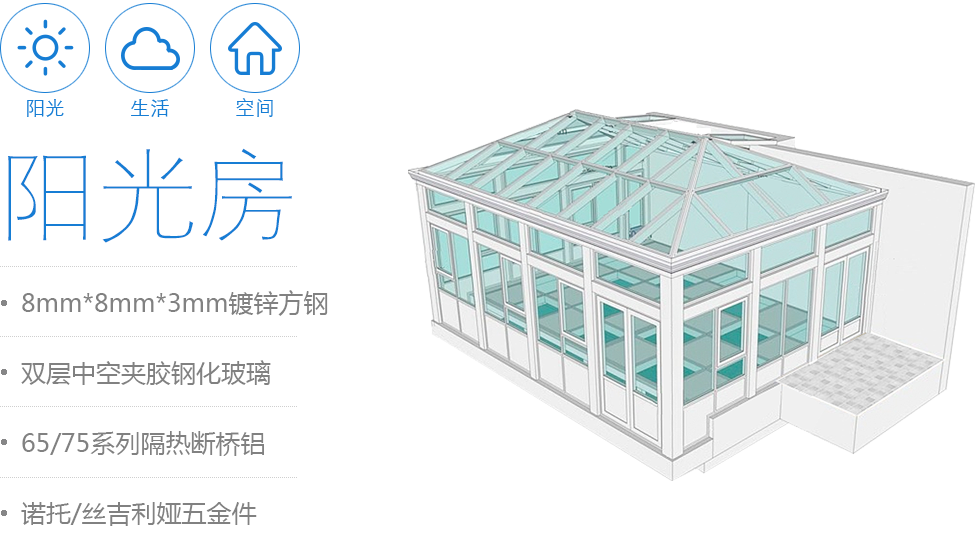 阳光 生活 空间
阳光房
8mm*8mm*3mm镀锌方钢
双层中空夹胶钢化玻璃
65/75系列隔热断桥铝
诺托/丝吉利娅五金件